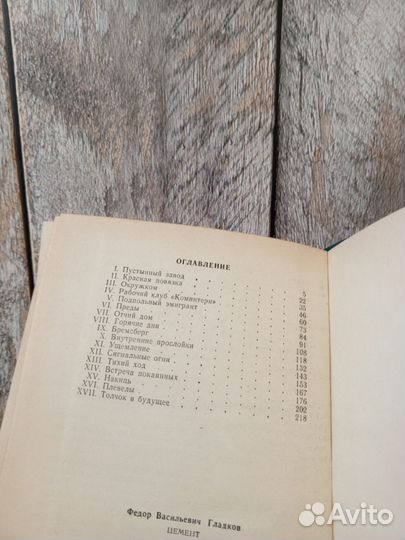 ОГЛАВЛЕНИЕ
I. Пустынный завод . . . . . . 5
II. Красная повязка . . . . . . 22
III. Окружком . . . . . . 35
IV. Рабочий клуб «Коминтерн» . . . . . . 46
V. Подпольный эмигрант . . . . . . 60
VI. Преды . . . . . . 73
VII. Отчий дом . . . . . . 84
VIII. Горячие дни . . . . . . 91
IX. Бремсберг . . . . . . 108
X. Внутренние прослойки . . . . . . 118
XI. Ущемление . . . . . . 132
XII. Сигнальные огни . . . . . . 143
XIII. Тихий ход . . . . . . 153
XIV. Встреча покаянных . . . . . . 167
XV. Накипь . . . . . . 176
XVI. Плевелы . . . . . . 202
XVII. Толчок в будущее . . . . . . 218
Федор Васильевич Гладков
ЦЕМЕНТ
Avito